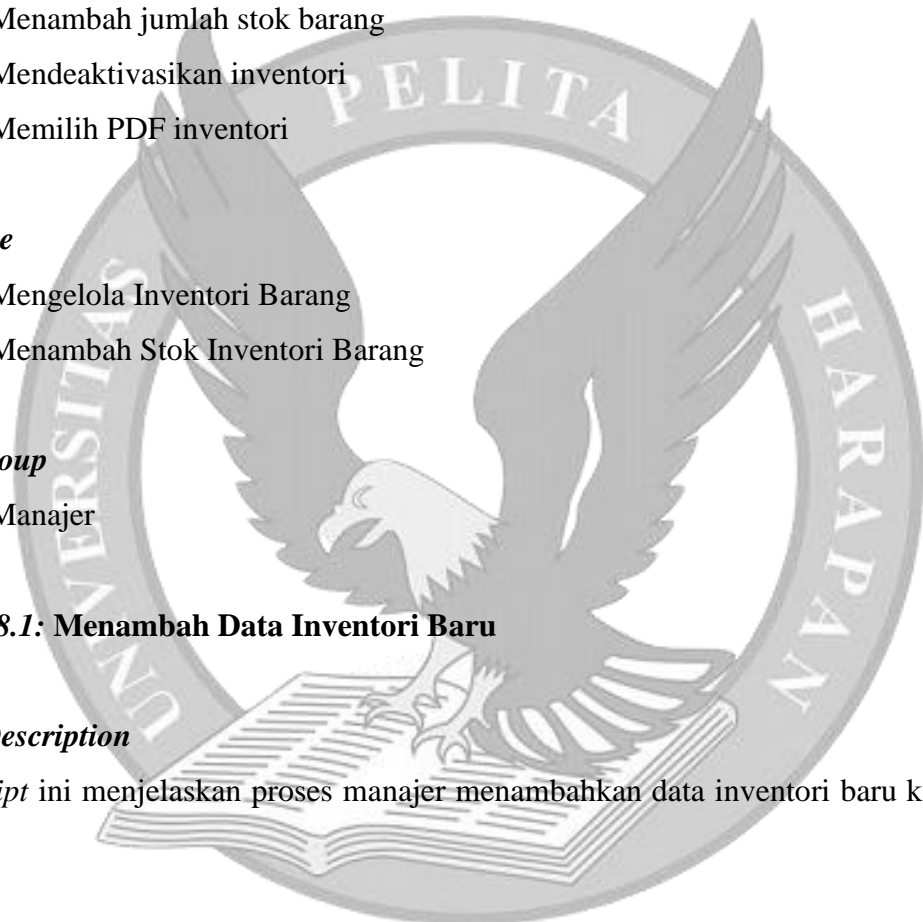 Menambah jumlah stok barang
Mendeaktivasikan inventori
Memilih PDF inventori
e
Mengelola Inventori Barang
Menambah Stok Inventori Barang
oup
Manajer
8.1: Menambah Data Inventori Baru
escription
ipt ini menjelaskan proses manajer menambahkan data inventori baru k
UNIVERSITAS PELITA HARAPAN